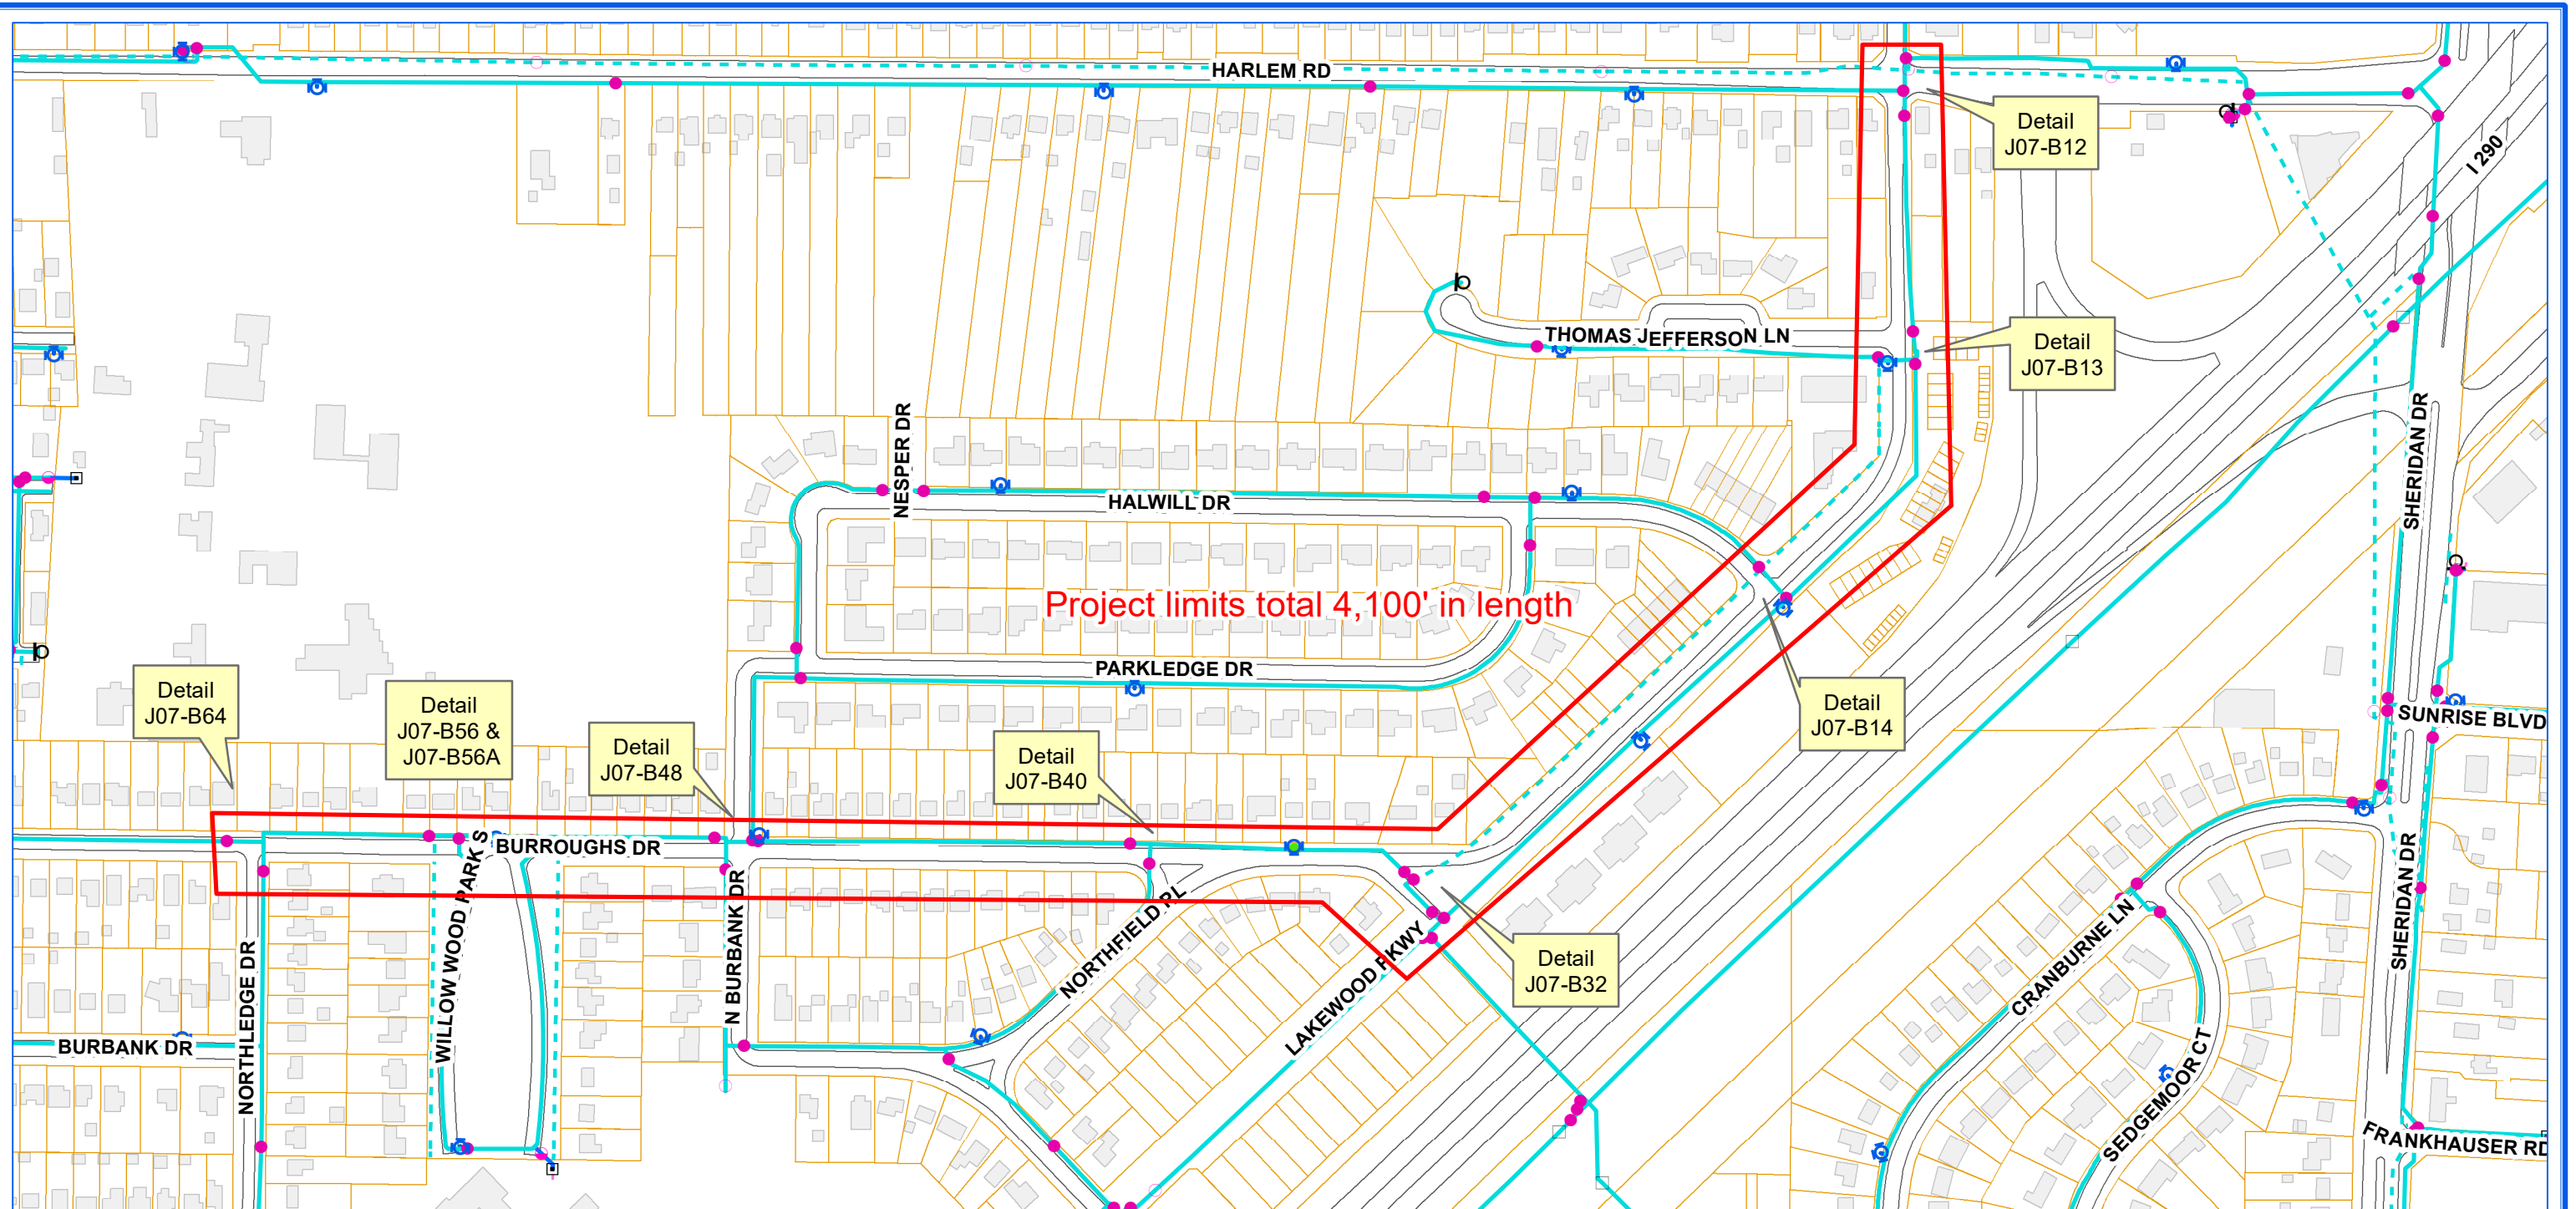 HARLEM RD
Detail
J07-B12
I 290
THOMAS JEFFERSON LN
Detail
J07-B13
NESPER DR
HALWILL DR
SHERIDAN DR
Project limits total 4,100' in length
PARKLEDGE DR
Detail
J07-B64
Detail
J07-B56 &
J07-B56A
Detail
J07-B48
Detail
J07-B40
Detail
J07-B14
SUNRISE BLVD
BURROUGHS DR
WILLOW WOOD PARK S
N BURBANK DR
NORTHFIELD PL
LAKEWOOD PKWY
Detail
J07-B32
CRANBURNE LN
SHERIDAN DR
NORTHLEDGE DR
BURBANK DR
SEDGEMOOR CT
FRANKHAUSER RD